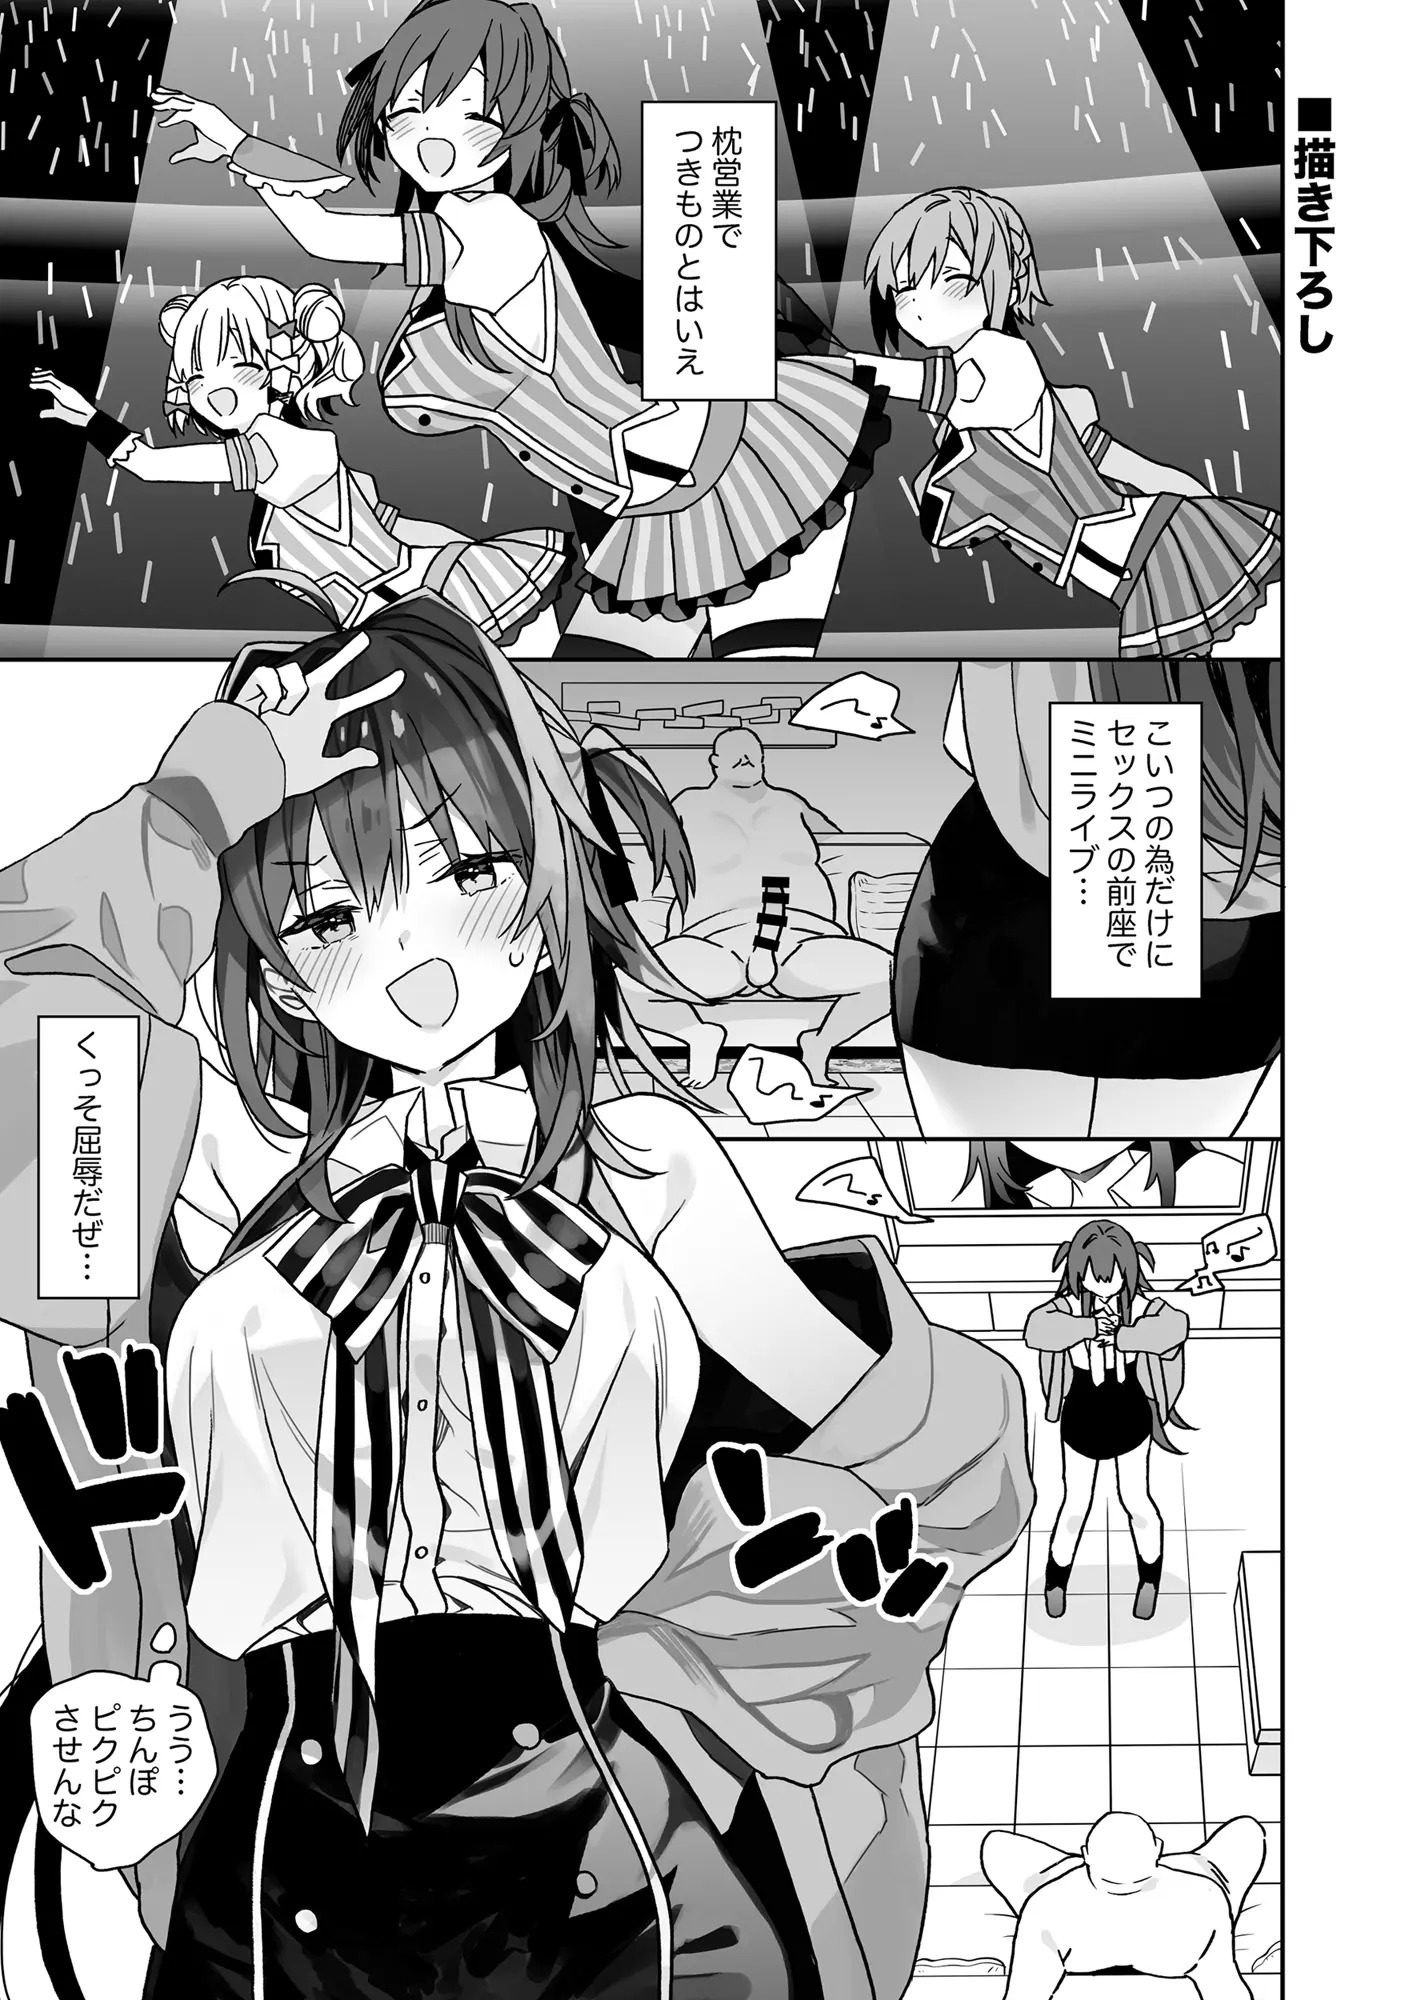 ■描き下ろし
枕営業で
つきものとはいえ
こいつの為だけに
セックスの前座で
ミニライブ…
くっそ屈辱だぜ…
ドドン
うう…
ちんぽ
ピクピク
させんな